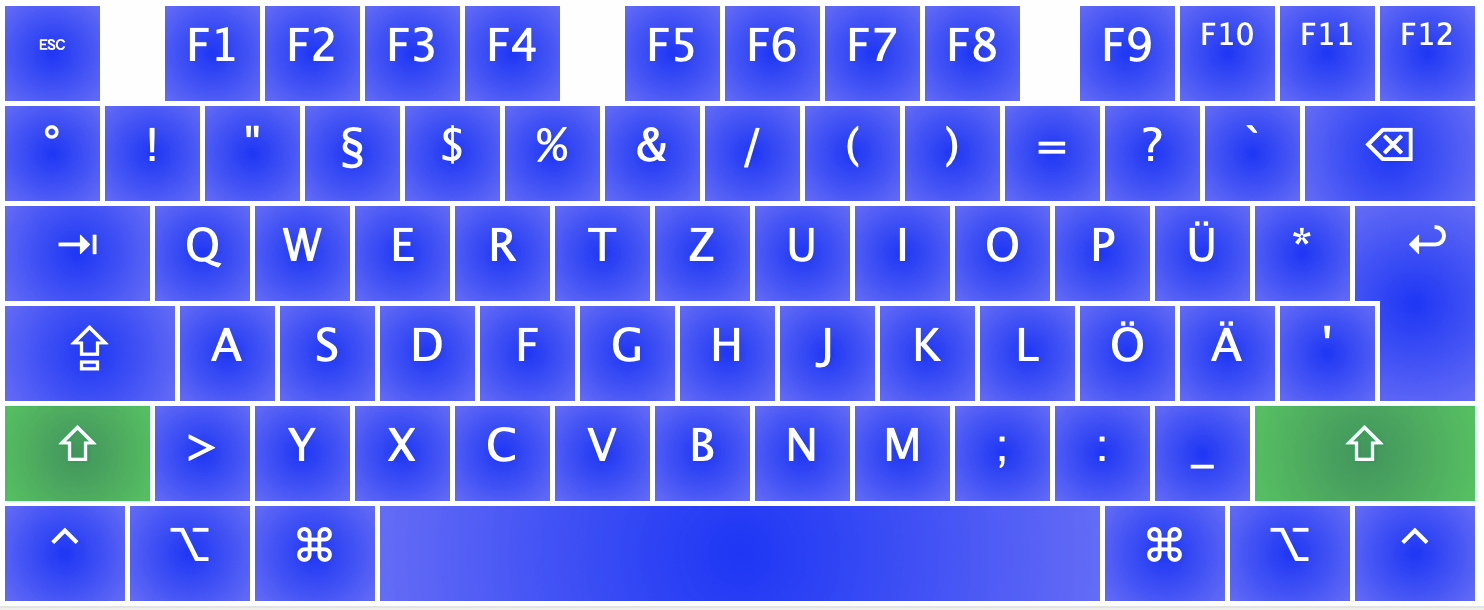 ESC F1 F2 F3 F4 F5 F6 F7 F8 F9 F10 F11 F12
° ! " § $ % & / ( ) = ? ` ⌫
⇥ Q W E R T Z U I O P Ü * ↩
⇪ A S D F G H J K L Ö Ä '
⇧ > Y X C V B N M ; : _ ⇧
⌃ ⌥ ⌘ ⌘ ⌥ ⌃